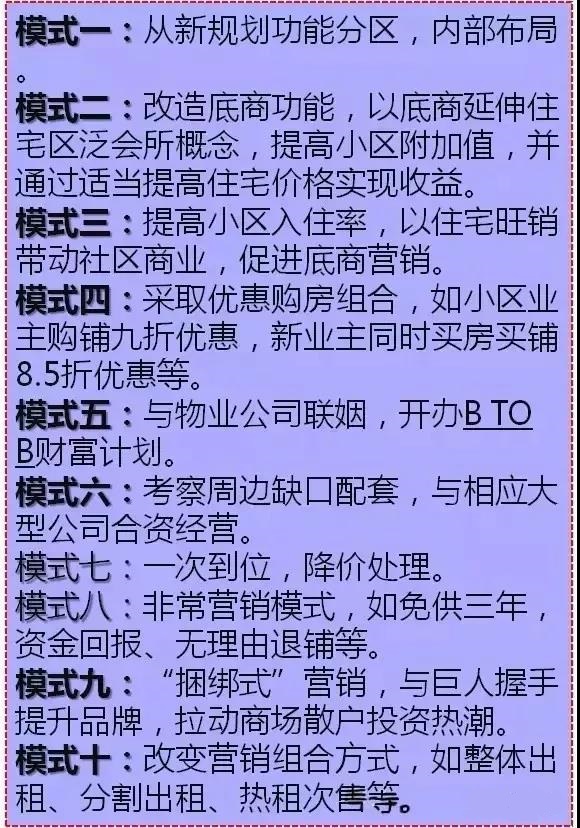 模式一：从新规划功能分区，内部布局
。
模式二：改造底商功能，以底商延伸住
宅区泛会所概念，提高小区附加值，并
通过适当提高住宅价格实现收益。
模式三：提高小区入住率，以住宅旺销
带动社区商业，促进底商营销。
模式四：采取优惠购房组合，如小区业
主购铺九折优惠，新业主同时买房买铺
8.5折优惠等。
模式五：与物业公司联姻，开办B TO
B财富计划。
模式六：考察周边缺口配套，与相应大
型公司合资经营。
模式七：一次到位，降价处理。
模式八：非常营销模式，如免供三年，
资金回报、无理由退铺等。
模式九：“捆绑式”营销，与巨人握手
提升品牌，拉动商场散户投资热潮。
模式十：改变营销组合方式，如整体出
租、分割出租、热租次售等。